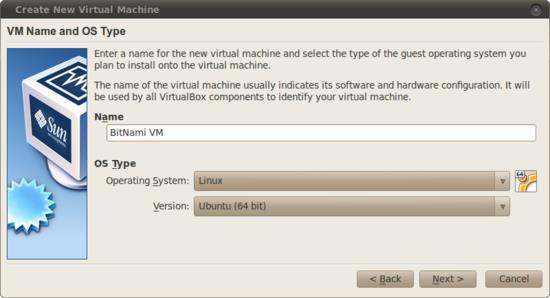 Create New Virtual Machine
VM Name and OS Type
Enter a name for the new virtual machine and select the type of the guest operating system you
plan to install onto the virtual machine.
The name of the virtual machine usually indicates its software and hardware configuration. It will
be used by all VirtualBox components to identify your virtual machine.
Name
BitNami VM
OS Type
Operating System: Linux
64
Version: Ubuntu (64 bit)
Sun
< Back Next > Cancel